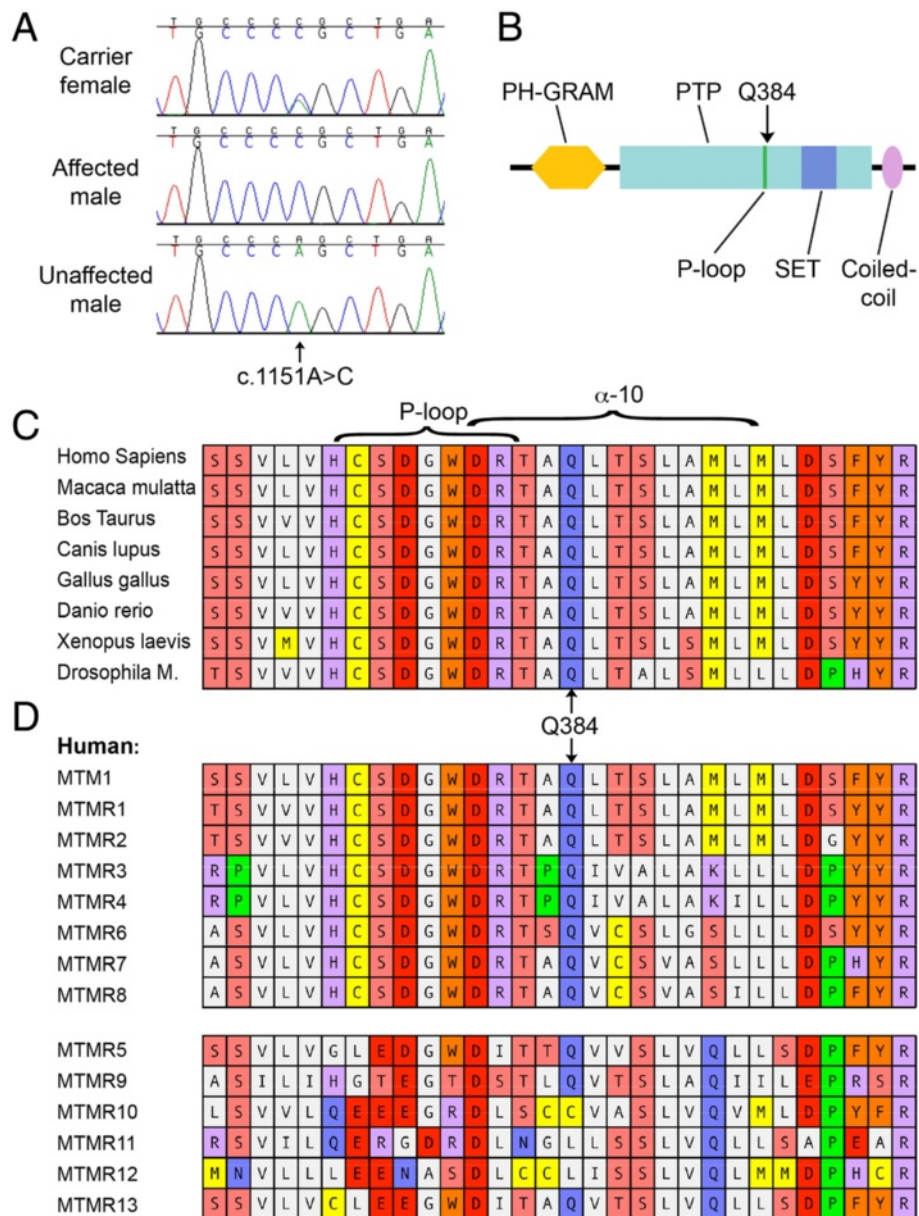 A
T G C C C C G C T G A
T G C C C C G C T G A
Carrier
female
T G C C C C G C T G A
T G C C C C G C T G A
Affected
male
T G C C C A G C T G A
T G C C C A G C T G A
Unaffected
male
c.1151A>C
B
PH-GRAM PTP Q384
P-loop SET Coiled-
coil
C
P-loop α-10
Homo Sapiens S S V L V H C S D G W D R T A Q L T S L A M L M L D S F Y R
Macaca mulatta S S V L V H C S D G W D R T A Q L T S L A M L M L D S F Y R
Bos Taurus S S V V V H C S D G W D R T A Q L T S L A M L M L D S F Y R
Canis lupus S S V L V H C S D G W D R T A Q L T S L A M L M L D S F Y R
Gallus gallus S S V L V H C S D G W D R T A Q L T S L A M L M L D S Y Y R
Danio rerio S S V V V H C S D G W D R T A Q L T S L A M L M L D S Y Y R
Xenopus laevis S S V M V H C S D G W D R T A Q L T S L S M L M L D S Y Y R
Drosophila M. T S V V V H C S D G W D R T A Q L T A L S M L L L D P H Y R
D
Q384
Human:
MTM1 S S V L V H C S D G W D R T A Q L T S L A M L M L D S F Y R
MTMR1 T S V V V H C S D G W D R T A Q L T S L A M L M L D S Y Y R
MTMR2 T S V V V H C S D G W D R T A Q L T S L A M L M L D G Y Y R
MTMR3 R P V L V H C S D G W D R T P Q I V A L A K L L L D P Y Y R
MTMR4 R P V L V H C S D G W D R T P Q I V A L A K I L L D P Y Y R
MTMR6 A S V L V H C S D G W D R T S Q V C S L G S L L L D S F Y R
MTMR7 A S V L V H C S D G W D R T A Q V C S V A S L L L D P H Y R
MTMR8 A S V L V H C S D G W D R T A Q V C S V A S I L L D P F Y R
MTMR5 S S V L V G L E D G W D I T T Q V V S L V Q L L S D P F Y R
MTMR9 A S I L I H G T E G T D S T L Q V T S L A Q I I L E P R S R
MTMR10 L S V V L Q E E E G R D L S C C V A S L V Q V M L D P Y F R
MTMR11 R S V I L Q E R G D R D L N G L L S S L V Q L L S A P E A R
MTMR12 M N V L L L E E N A S D L C C L I S S L V Q L M M D P H C R
MTMR13 S S V L V C L E E G W D I T A Q V T S L V Q L L S D P F Y R